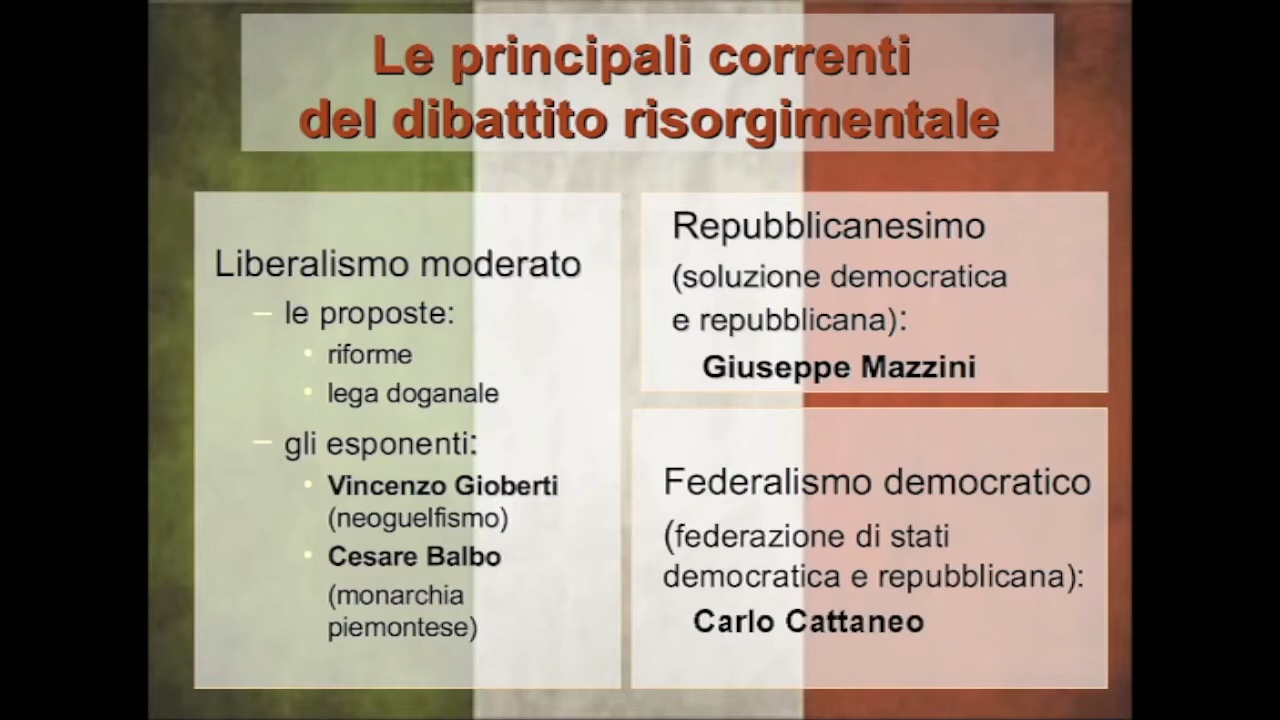 Le principali correnti
del dibattito risorgimentale
Liberalismo moderato
– le proposte:
• riforme
• lega doganale
– gli esponenti:
• Vincenzo Gioberti
(neoguelfismo)
• Cesare Balbo
(monarchia
piemontese)
Repubblicanesimo
(soluzione democratica
e repubblicana):
Giuseppe Mazzini
Federalismo democratico
(federazione di stati
democratica e repubblicana):
Carlo Cattaneo